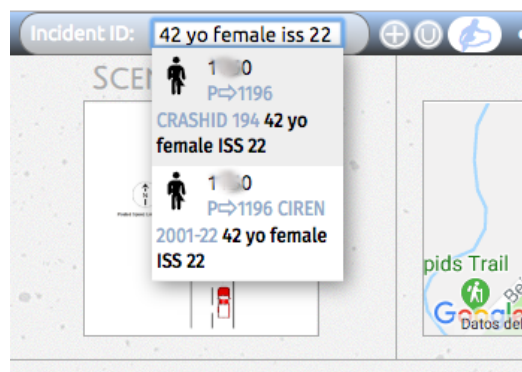 Incident ID: 42 yo female iss 22
SCEN
P⇨1196
CRASHID 194 42 yo
female ISS 22
P⇨1196 CIREN
2001-22 42 yo female
ISS 22
pids Trail
Google
Datos del